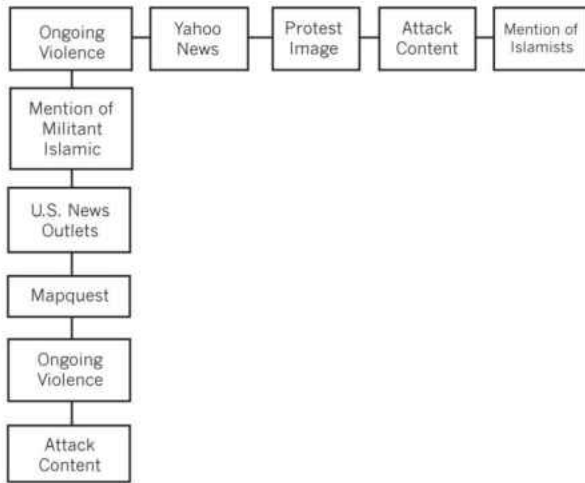 Ongoing
Violence
Yahoo
News
Protest
Image
Attack
Content
Mention of
Islamists
Mention of
Militant
Islamic
U.S. News
Outlets
Mapquest
Ongoing
Violence
Attack
Content